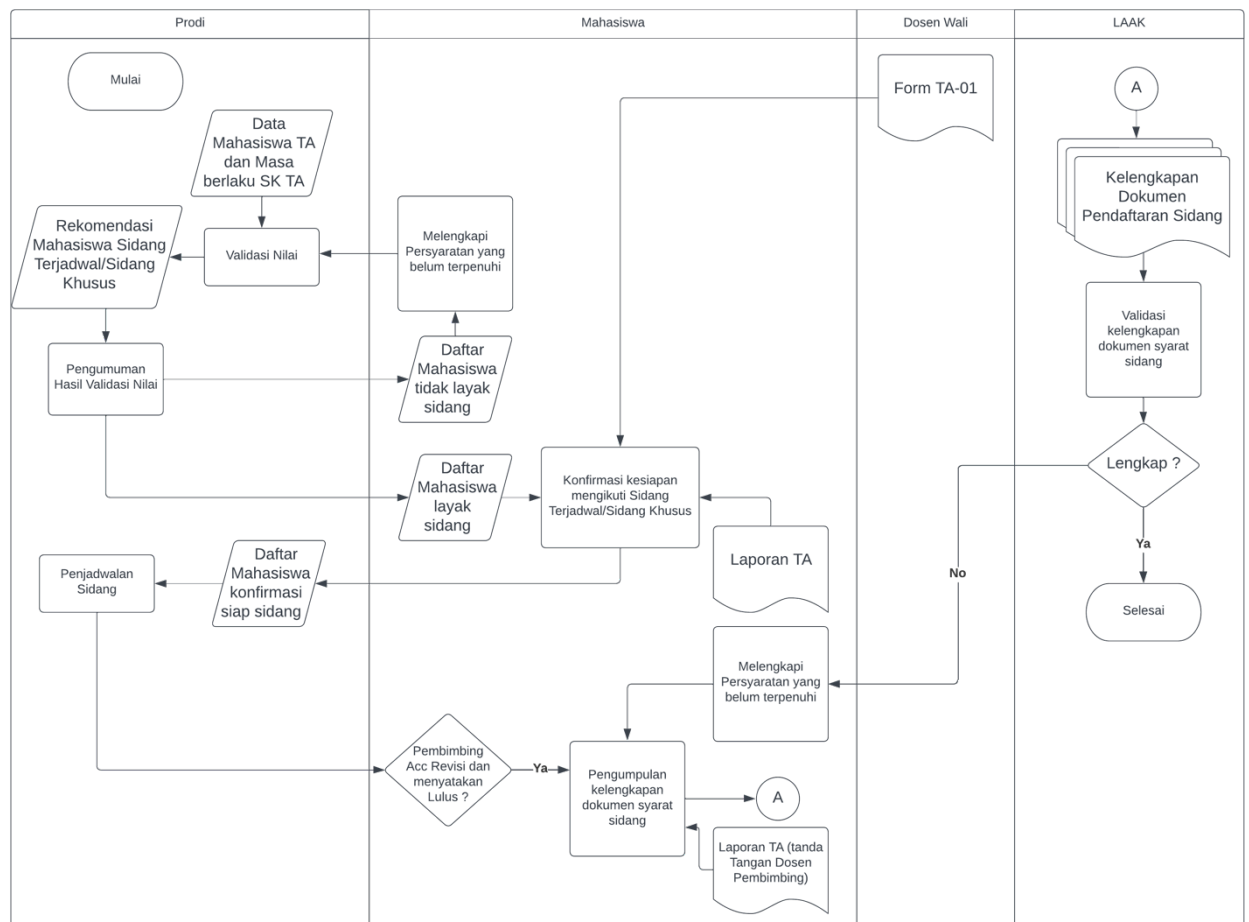 Prodi
Mahasiswa
Dosen Wali
LAAK
Mulai
Data
Mahasiswa TA
dan Masa
berlaku SK TA
Rekomendasi
Mahasiswa Sidang
Terjadwal/Sidang
Khusus
Validasi Nilai
Melengkapi
Persyaratan yang
belum terpenuhi
Pengumuman
Hasil Validasi Nilai
Daftar
Mahasiswa
tidak layak
sidang
Daftar
Mahasiswa
layak
sidang
Konfirmasi kesiapan
mengikuti Sidang
Terjadwal/Sidang Khusus
Laporan TA
Form TA-01
Penjadwalan
Sidang
Daftar
Mahasiswa
konfirmasi
siap sidang
Melengkapi
Persyaratan yang
belum terpenuhi
Pembimbing
Acc Revisi dan
menyatakan
Lulus ?
Ya
Pengumpulan
kelengkapan
dokumen syarat
sidang
A
Laporan TA (tanda
Tangan Dosen
Pembimbing)
A
Kelengkapan
Dokumen
Pendaftaran Sidang
Validasi
kelengkapan
dokumen syarat
sidang
Lengkap ?
No
Ya
Selesai